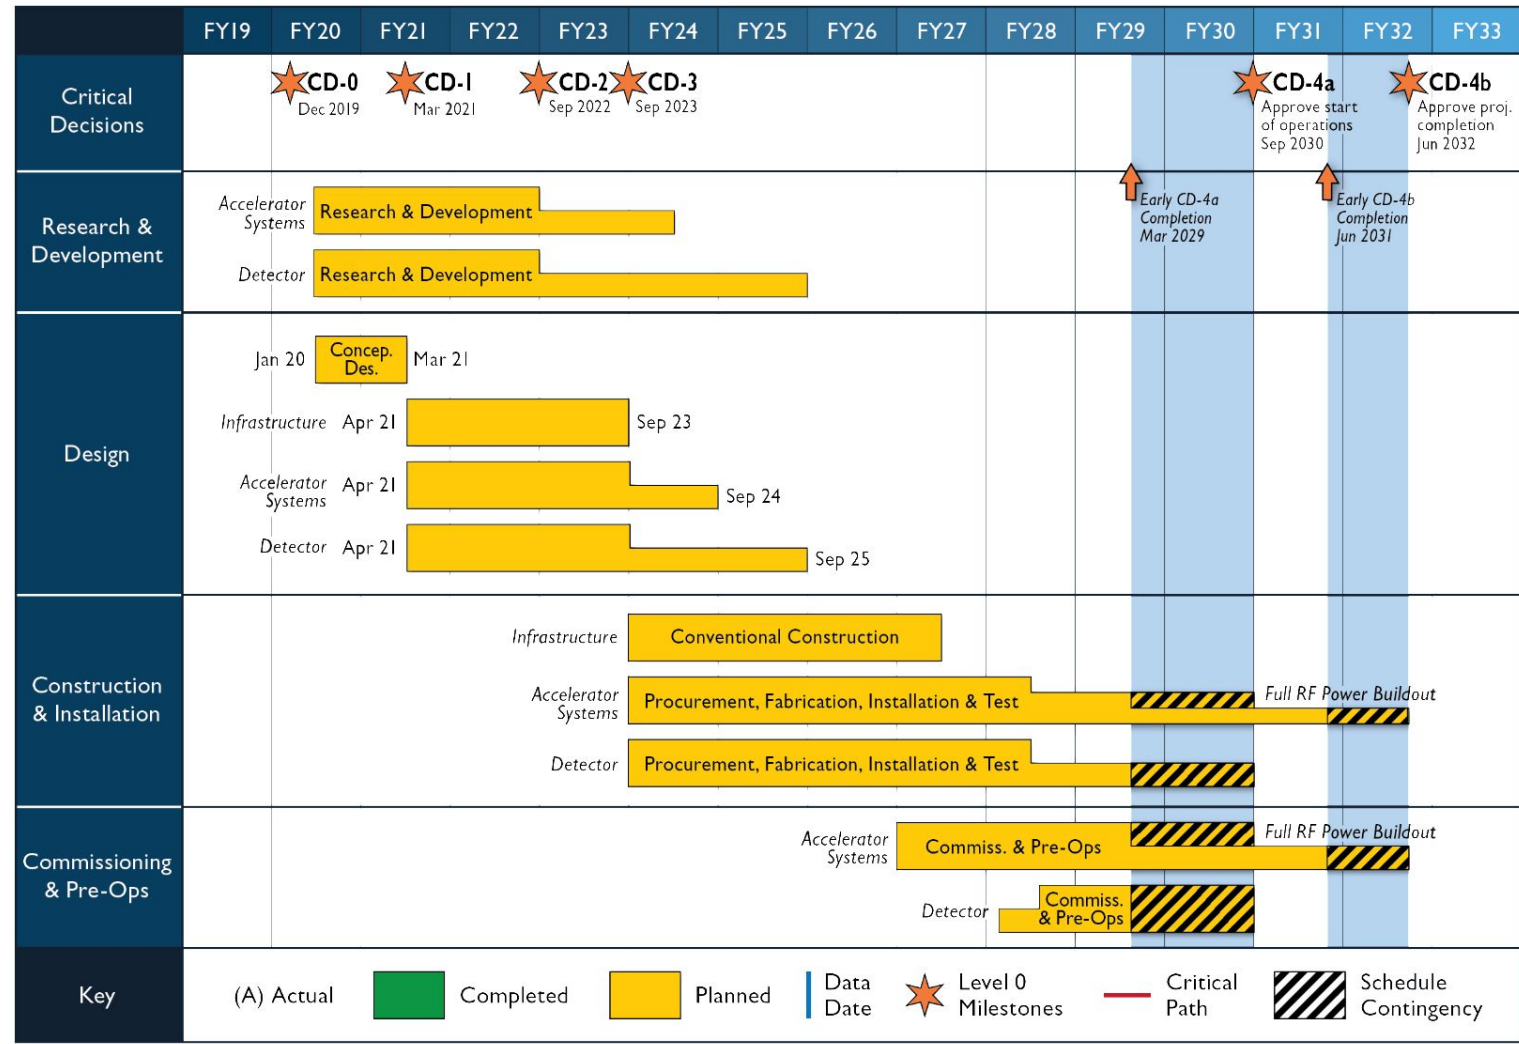 FY19 FY20 FY21 FY22 FY23 FY24 FY25 FY26 FY27 FY28 FY29 FY30 FY31 FY32 FY33
Critical
Decisions
CD-0
Dec 2019
CD-1
Mar 2021
CD-2
Sep 2022
CD-3
Sep 2023
CD-4a
Approve start
of operations
Sep 2030
CD-4b
Approve proj.
completion
Jun 2032
Early CD-4a
Completion
Mar 2029
Early CD-4b
Completion
Jun 2031
Research &
Development
Accelerator
Systems
Research & Development
Detector
Research & Development
Design
Jan 20
Concep.
Des.
Mar 21
Infrastructure Apr 21
Sep 23
Accelerator
Systems
Apr 21
Sep 24
Detector Apr 21
Sep 25
Construction
& Installation
Infrastructure
Conventional Construction
Accelerator
Systems
Procurement, Fabrication, Installation & Test
Full RF Power Buildout
Detector
Procurement, Fabrication, Installation & Test
Commissioning
& Pre-Ops
Accelerator
Systems
Commiss. & Pre-Ops
Full RF Power Buildout
Detector
Commiss.
& Pre-Ops
Key
(A) Actual
Completed
Planned
Data
Date
Level 0
Milestones
Critical
Path
Schedule
Contingency